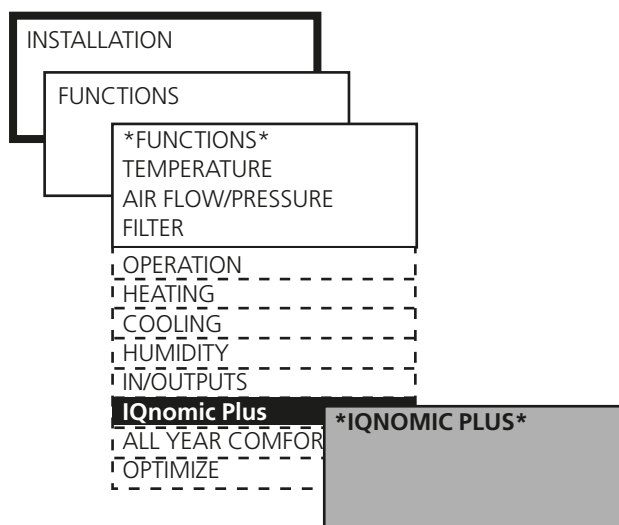 INSTALLATION
FUNCTIONS
*FUNCTIONS*
TEMPERATURE
AIR FLOW/PRESSURE
FILTER
OPERATION
HEATING
COOLING
HUMIDITY
IN/OUTPUTS
IQnomic Plus
*IQNOMIC PLUS*
ALL YEAR COMFOR
OPTIMIZE